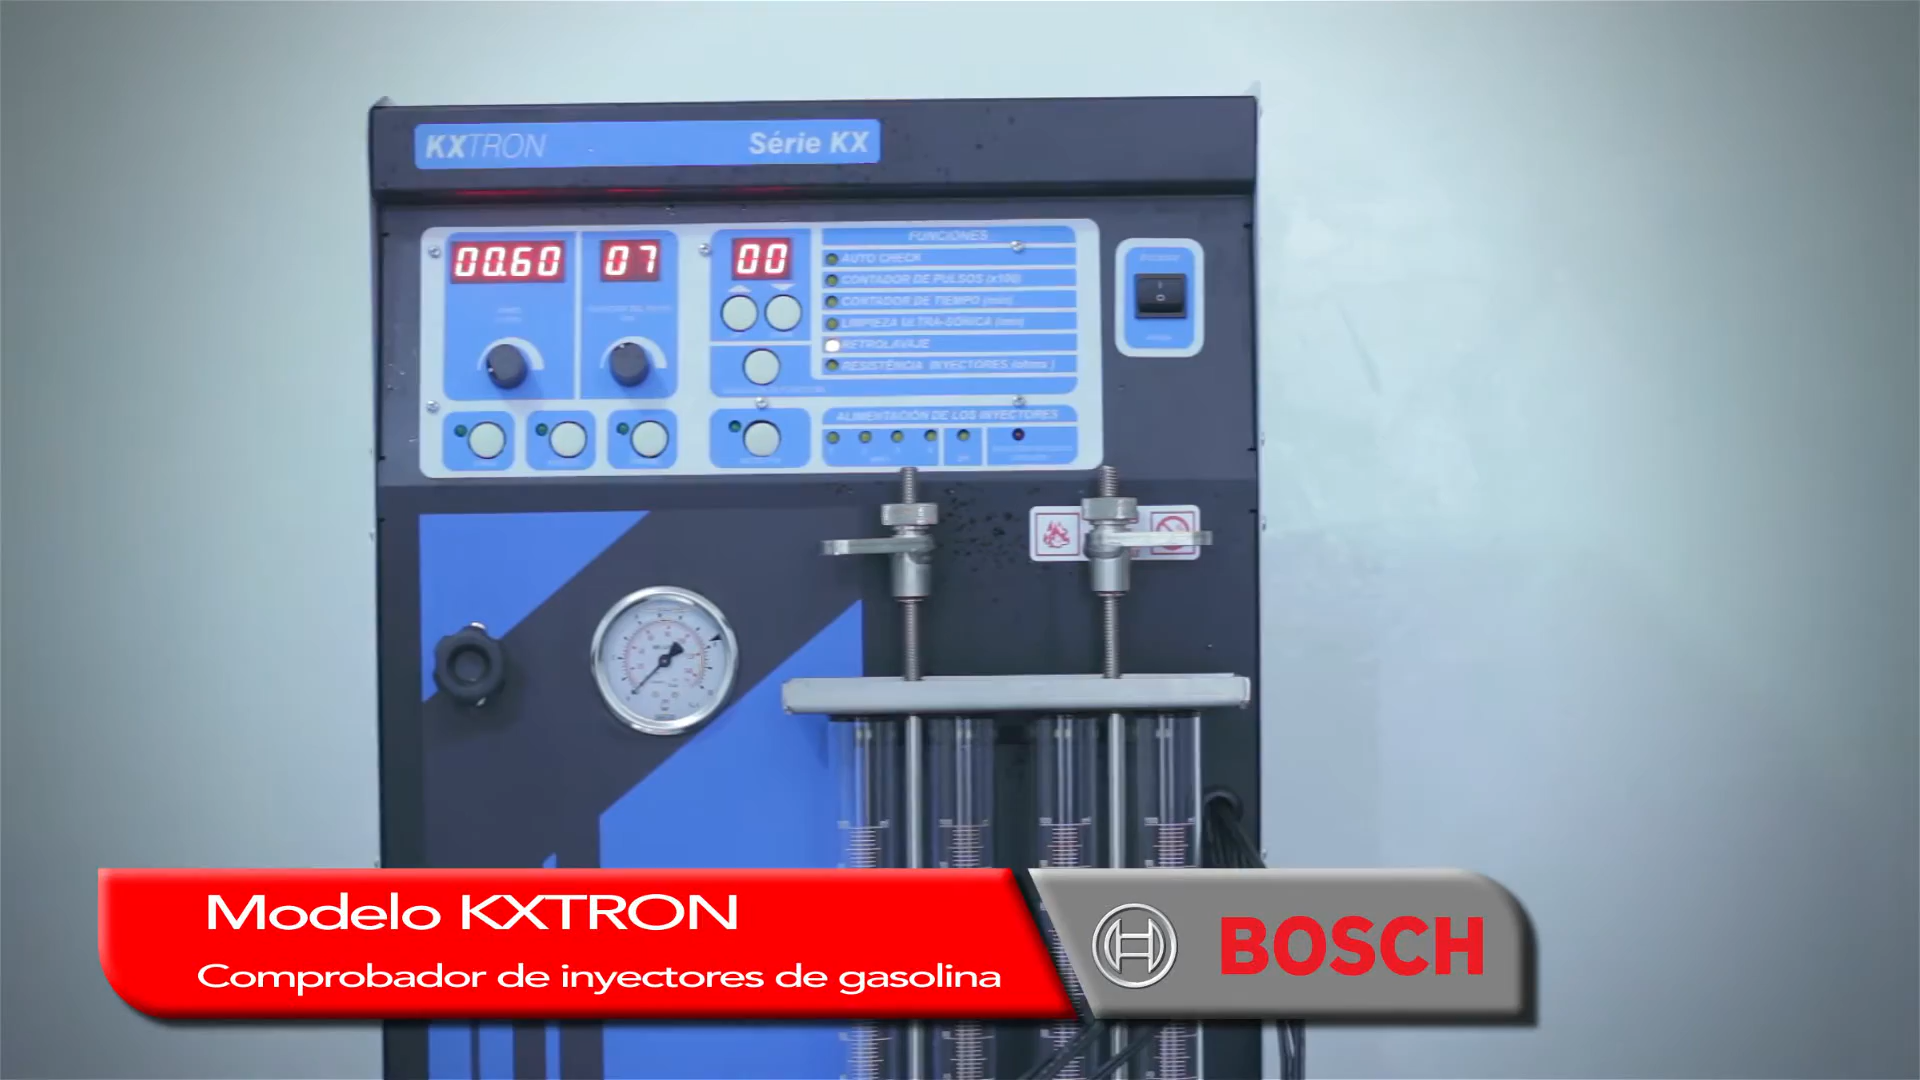 KXTRON
Série KX
00.60
07
00
FUNCIONES
AUTO CHECK
CONTADOR DE PULSOS (x100)
CONTADOR DE TIEMPO (min)
LIMPIEZA ULTRA-SÓNICA (min)
RETROLAVAJE
RESISTÊNCIA INYECTORES (ohms)
ALIMENTACIÓN DE LOS INYECTORES
Modelo KXTRON
Comprobador de inyectores de gasolina
BOSCH